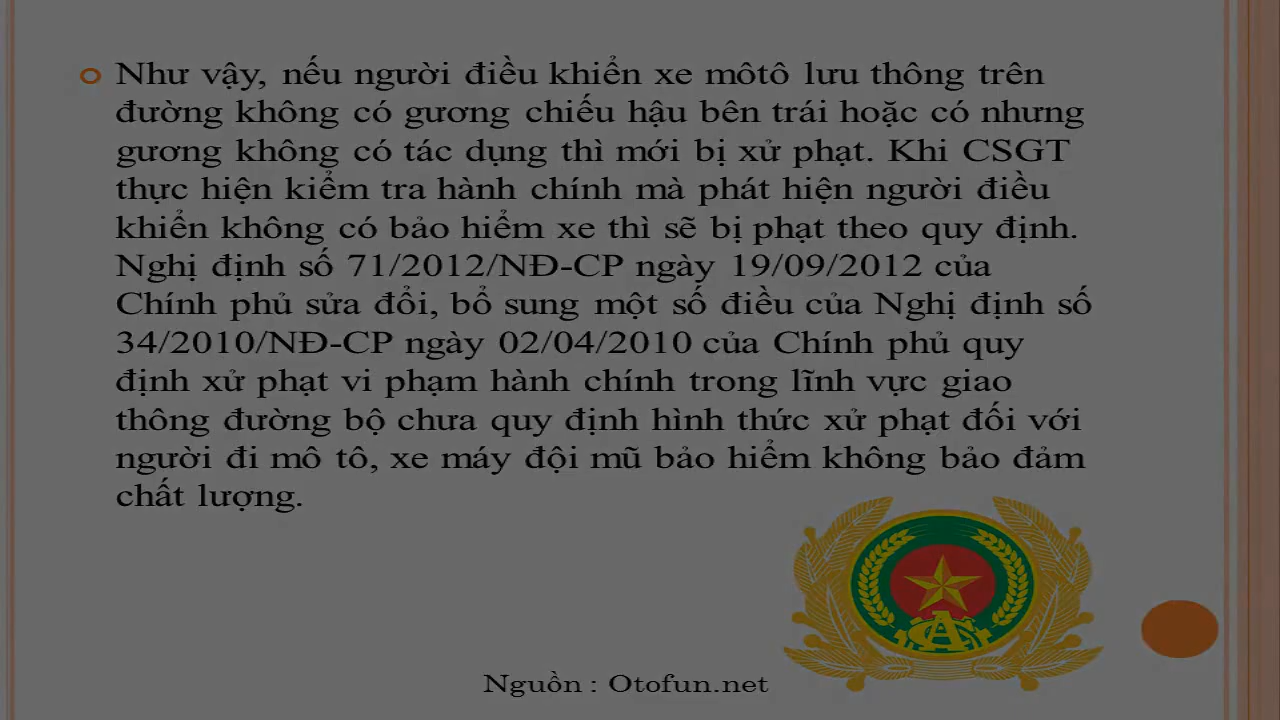 Như vậy, nếu người điều khiển xe môtô lưu thông trên
đường không có gương chiếu hậu bên trái hoặc có nhưng
gương không có tác dụng thì mới bị xử phạt. Khi CSGT
thực hiện kiểm tra hành chính mà phát hiện người điều
khiển không có bảo hiểm xe thì sẽ bị phạt theo quy định.
Nghị định số 71/2012/NĐ-CP ngày 19/09/2012 của
Chính phủ sửa đổi, bổ sung một số điều của Nghị định số
34/2010/NĐ-CP ngày 02/04/2010 của Chính phủ quy
định xử phạt vi phạm hành chính trong lĩnh vực giao
thông đường bộ chưa quy định hình thức xử phạt đối với
người đi mô tô, xe máy đội mũ bảo hiểm không bảo đảm
chất lượng.
CA
Nguồn : Otofun.net